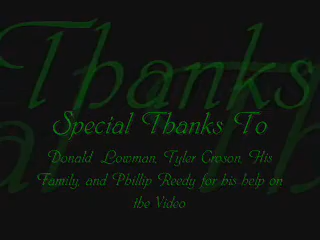 Thanks
Special Thanks To
Donald Lowman, Tyler Croson, His
Family, and Phillip Reedy for his help on
the Video